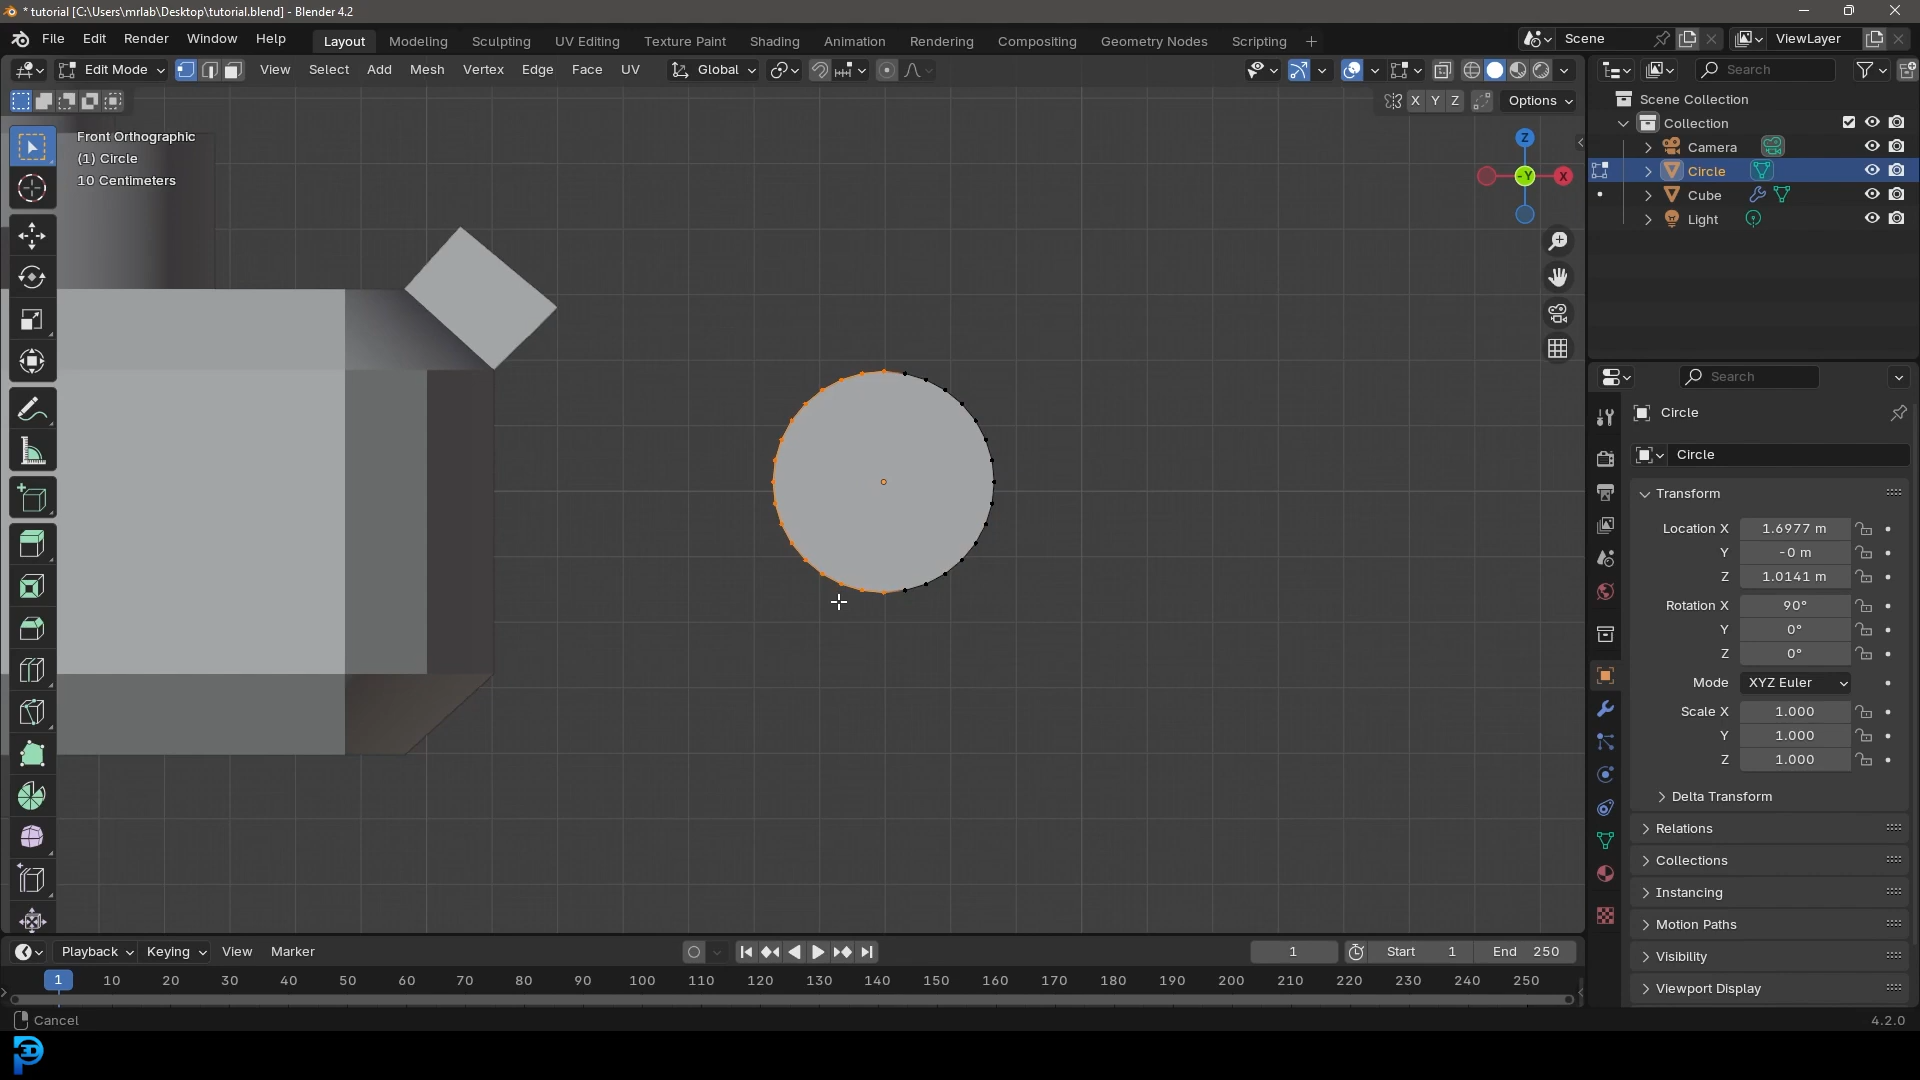 * tutorial [C:\Users\mrlab\Desktop\tutorial.blend] - Blender 4.2
File Edit Render Window Help Layout Modeling Sculpting UV Editing Texture Paint Shading Animation Rendering Compositing Geometry Nodes Scripting + Scene ViewLayer
Edit Mode View Select Add Mesh Vertex Edge Face UV Global Search
X Y Z Options
Scene Collection
Collection
Camera
Circle
Cube
Light
Front Orthographic
(1) Circle
10 Centimeters
Z
-Y X
Search
Circle
Circle
Transform
Location X 1.6977 m
Y -0 m
Z 1.0141 m
Rotation X 90°
Y 0°
Z 0°
Mode XYZ Euler
Scale X 1.000
Y 1.000
Z 1.000
Delta Transform
Relations
Collections
Instancing
Motion Paths
Visibility
Viewport Display
Playback Keying View Marker 1 Start 1 End 250
1 10 20 30 40 50 60 70 80 90 100 110 120 130 140 150 160 170 180 190 200 210 220 230 240 250
Cancel 4.2.0